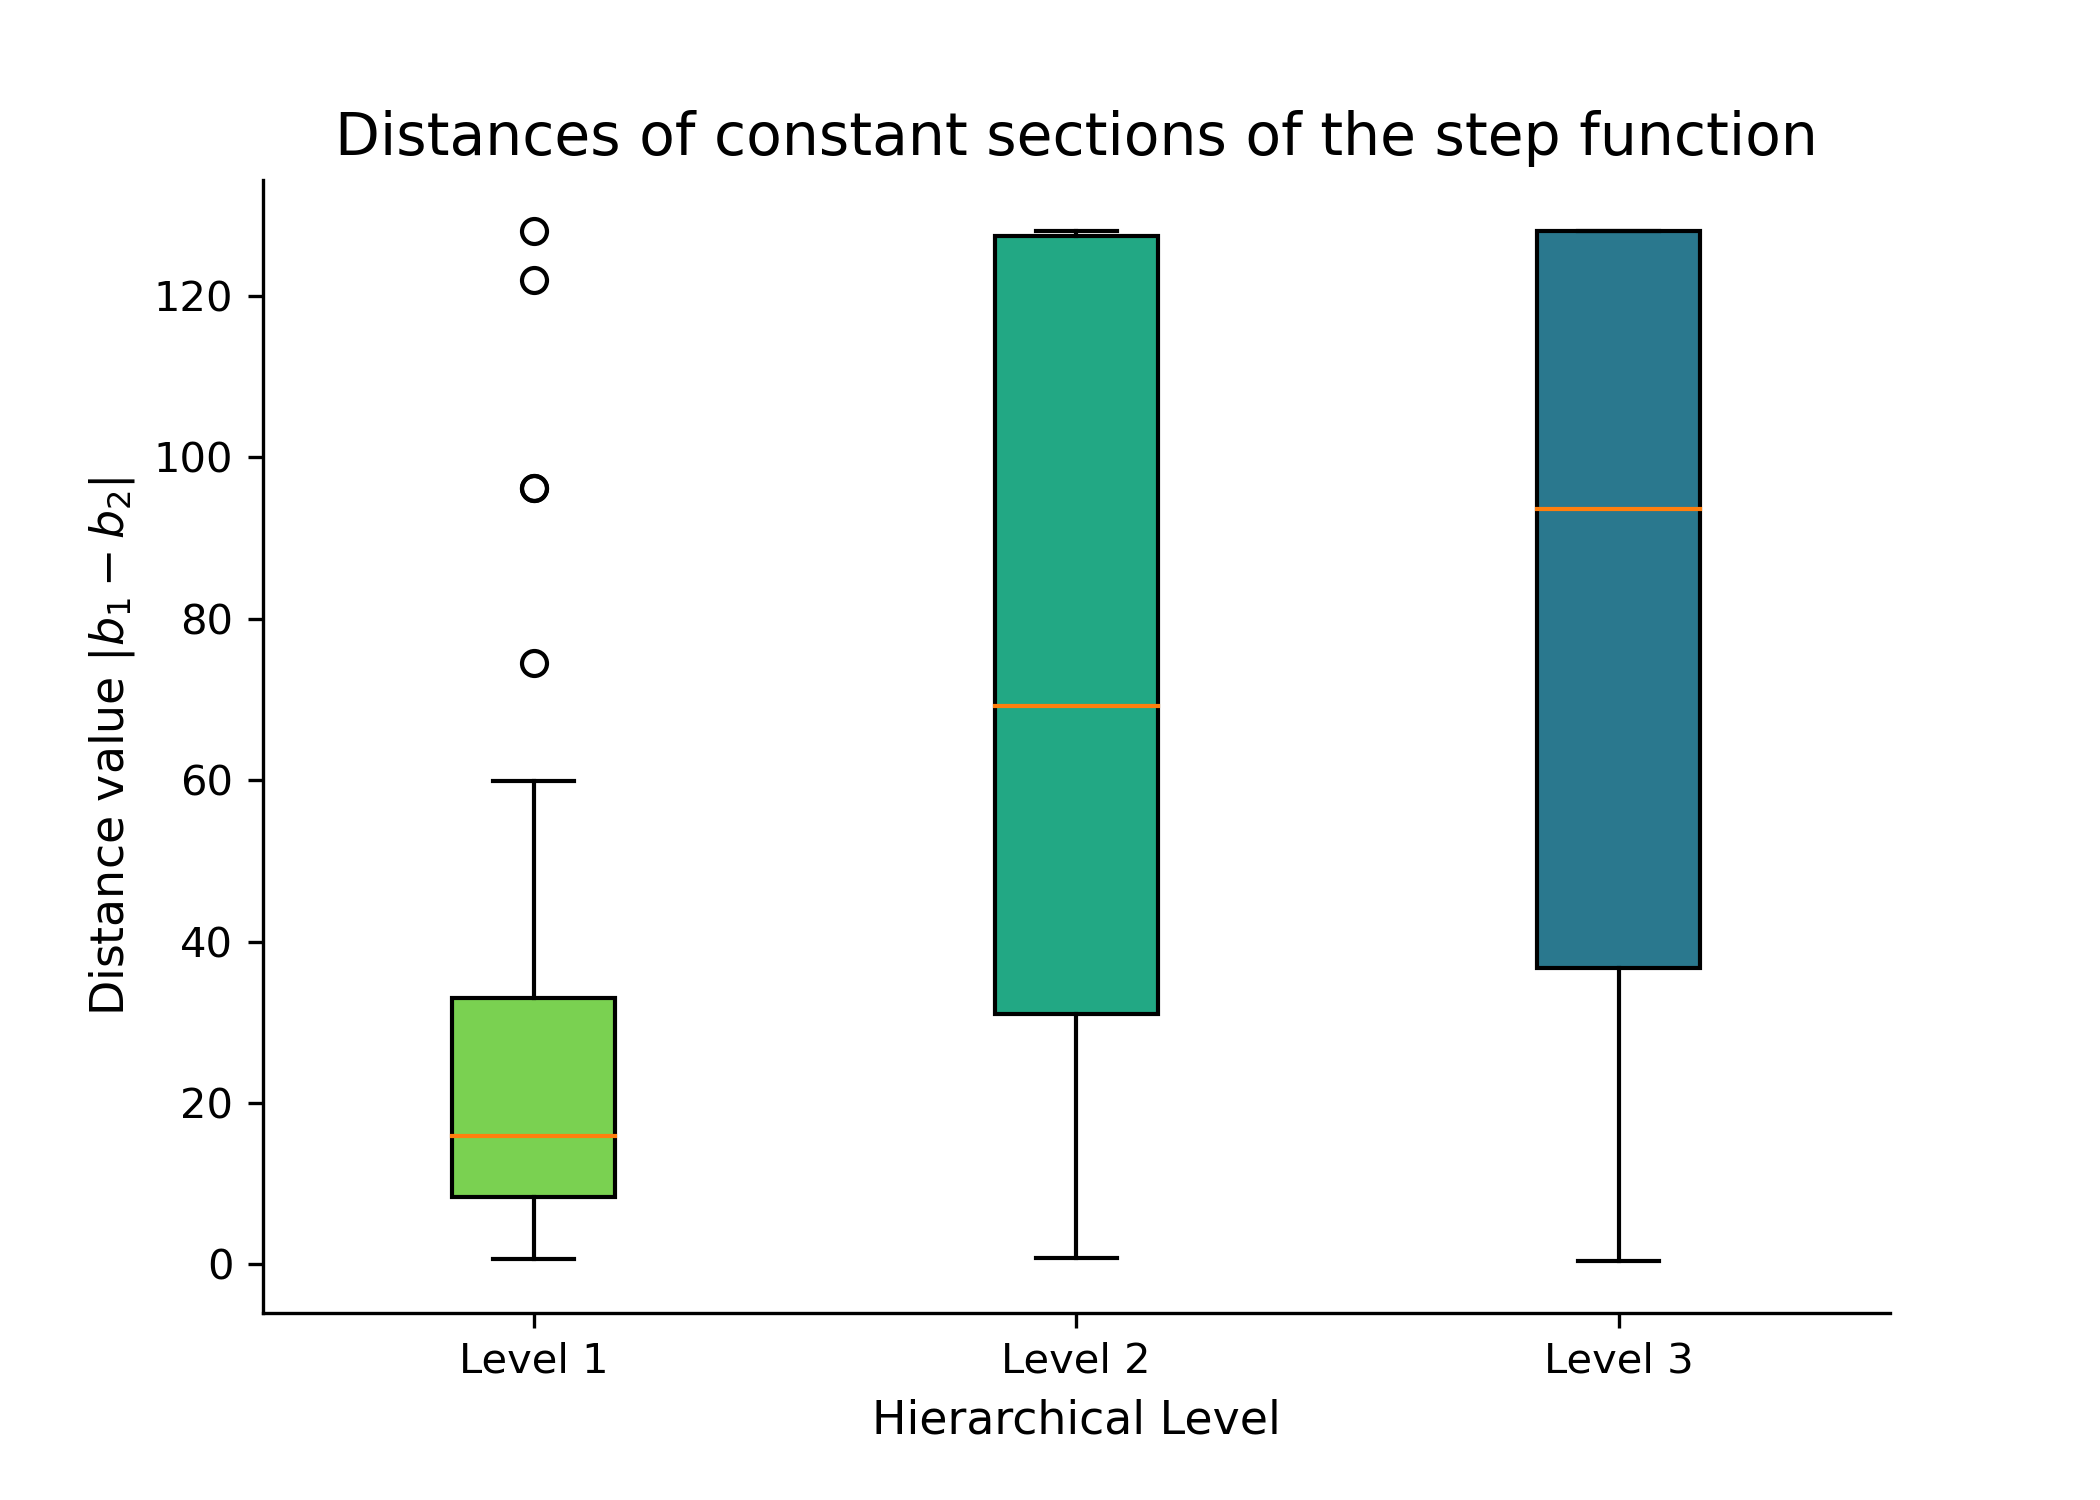 Distances of constant sections of the step function
Distance value |b₁ − b₂|
120
100
80
60
40
20
0
Level 1
Level 2
Level 3
Hierarchical Level